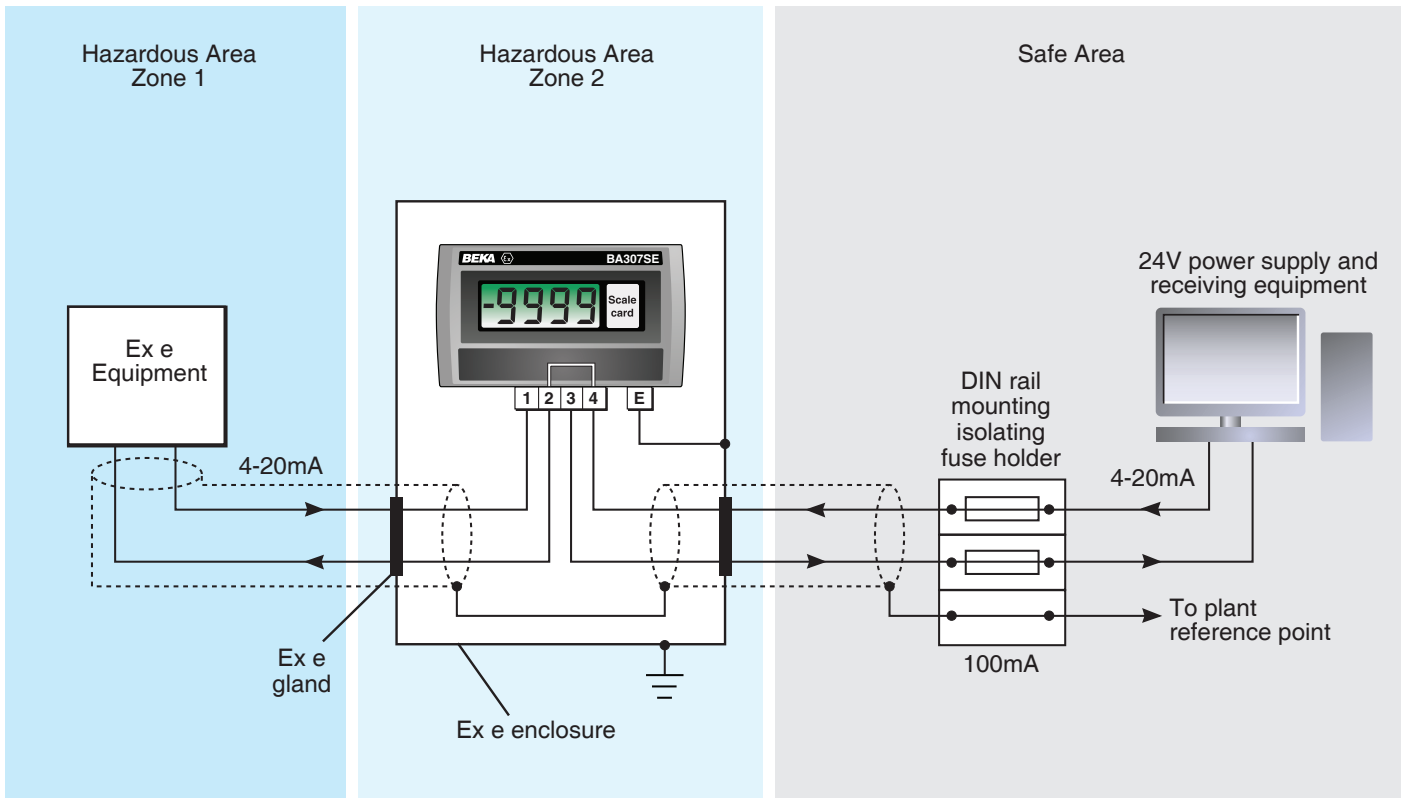 Hazardous Area
Zone 1
Hazardous Area
Zone 2
Safe Area
BEKA Ex BA307SE
-9999
Scale
card
1 2 3 4 E
Ex e
Equipment
4-20mA
24V power supply and
receiving equipment
DIN rail
mounting
isolating
fuse holder
4-20mA
To plant
reference point
100mA
Ex e
gland
Ex e enclosure